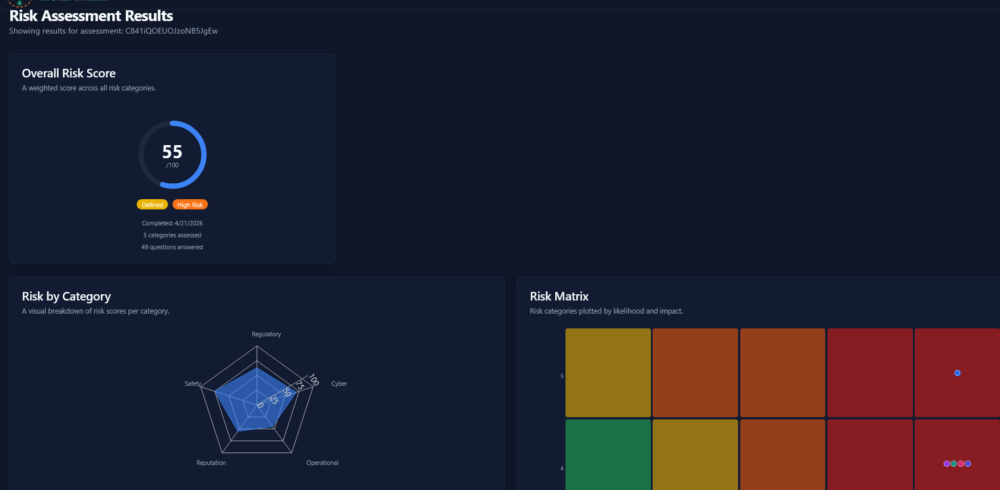 Risk Assessment Results
Showing results for assessment: C841iQOEUOJzoNB5JgEw
Overall Risk Score
A weighted score across all risk categories.
55
/100
Defined
High Risk
Completed: 4/21/2026
5 categories assessed
49 questions answered
Risk by Category
A visual breakdown of risk scores per category.
Regulatory
Safety
Cyber
100
75
50
25
0
Reputation
Operational
Risk Matrix
Risk categories plotted by likelihood and impact.
5
4